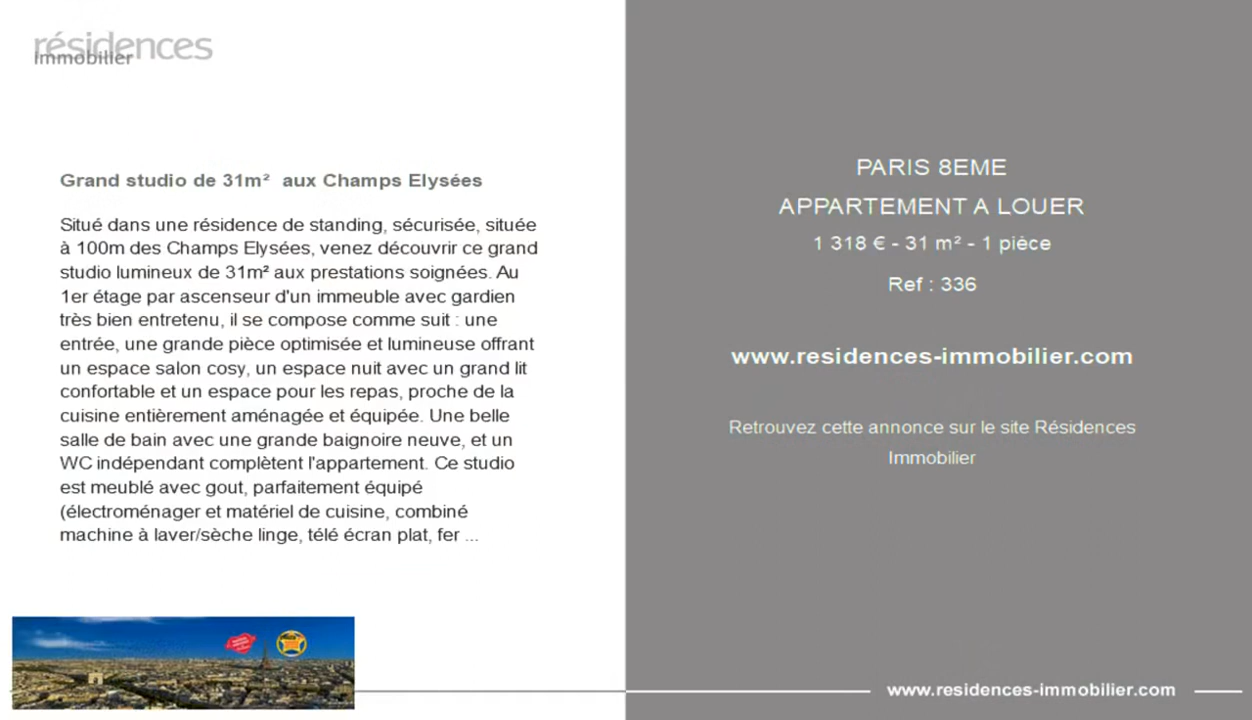 résidences
immobilier
Grand studio de 31m² aux Champs Elysées
Situé dans une résidence de standing, sécurisée, située
à 100m des Champs Elysées, venez découvrir ce grand
studio lumineux de 31m² aux prestations soignées. Au
1er étage par ascenseur d'un immeuble avec gardien
très bien entretenu, il se compose comme suit : une
entrée, une grande pièce optimisée et lumineuse offrant
un espace salon cosy, un espace nuit avec un grand lit
confortable et un espace pour les repas, proche de la
cuisine entièrement aménagée et équipée. Une belle
salle de bain avec une grande baignoire neuve, et un
WC indépendant complètent l'appartement. Ce studio
est meublé avec gout, parfaitement équipé
(électroménager et matériel de cuisine, combiné
machine à laver/sèche linge, télé écran plat, fer ...
PARIS 8EME
APPARTEMENT A LOUER
1 318 € - 31 m² - 1 pièce
Ref : 336
www.residences-immobilier.com
Retrouvez cette annonce sur le site Résidences
Immobilier
www.residences-immobilier.com